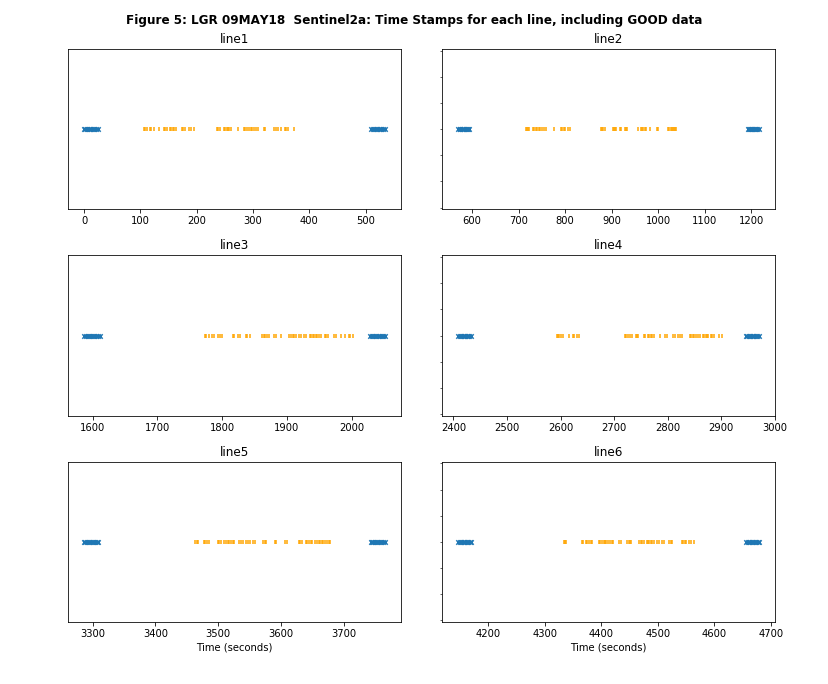 Figure 5: LGR 09MAY18  Sentinel2a: Time Stamps for each line, including GOOD data
line1
line2
0 100 200 300 400 500
600 700 800 900 1000 1100 1200
line3
line4
1600 1700 1800 1900 2000
2400 2500 2600 2700 2800 2900 3000
line5
line6
3300 3400 3500 3600 3700
4200 4300 4400 4500 4600 4700
Time (seconds)
Time (seconds)